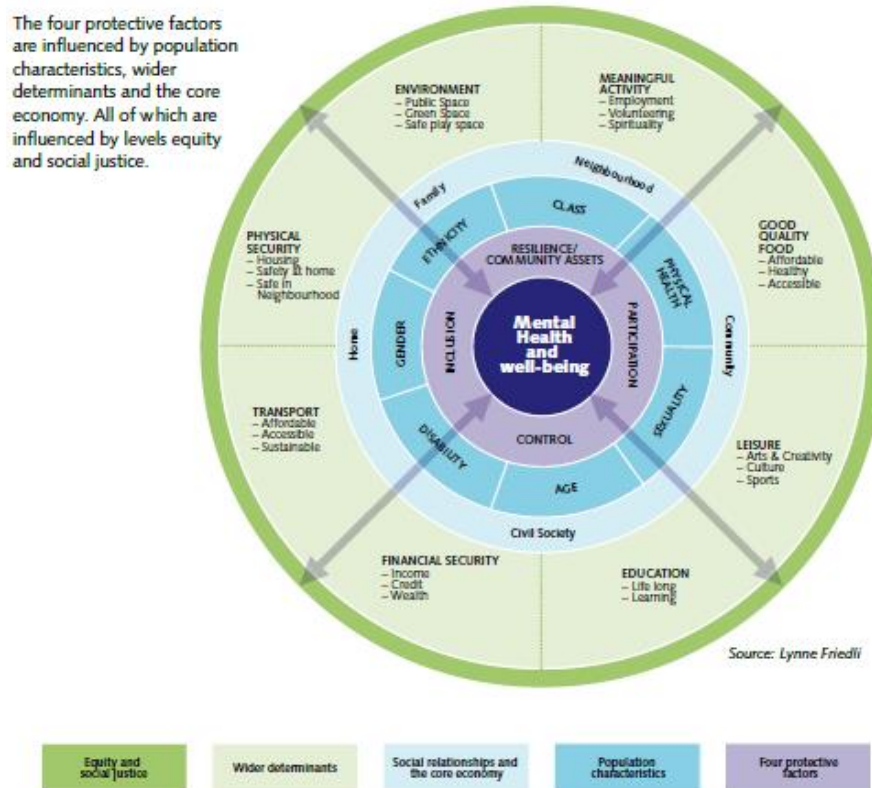 The four protective factors
are influenced by population
characteristics, wider
determinants and the core
economy. All of which are
influenced by levels equity
and social justice.
ENVIRONMENT
– Public Space
– Green Space
– Safe play space
MEANINGFUL
ACTIVITY
– Employment
– Volunteering
– Spirituality
PHYSICAL
SECURITY
– Housing
– Safety at home
– Safe in
Neighbourhood
GOOD
QUALITY
FOOD
– Affordable
– Healthy
– Accessible
TRANSPORT
– Affordable
– Accessible
– Sustainable
LEISURE
– Arts & Creativity
– Culture
– Sports
FINANCIAL SECURITY
– Income
– Credit
– Wealth
EDUCATION
– Life long
– Learning
Family
Neighbourhood
Home
Community
Civil Society
ETHNICITY
CLASS
PHYSICAL
HEALTH
GENDER
SEXUALITY
DISABILITY
AGE
RESILIENCE/
COMMUNITY ASSETS
INCLUSION
PARTICIPATION
CONTROL
Mental
Health
and
well-being
Source: Lynne Friedli
Equity and
social justice
Wider determinants
Social relationships and
the core economy
Population
characteristics
Four protective
factors